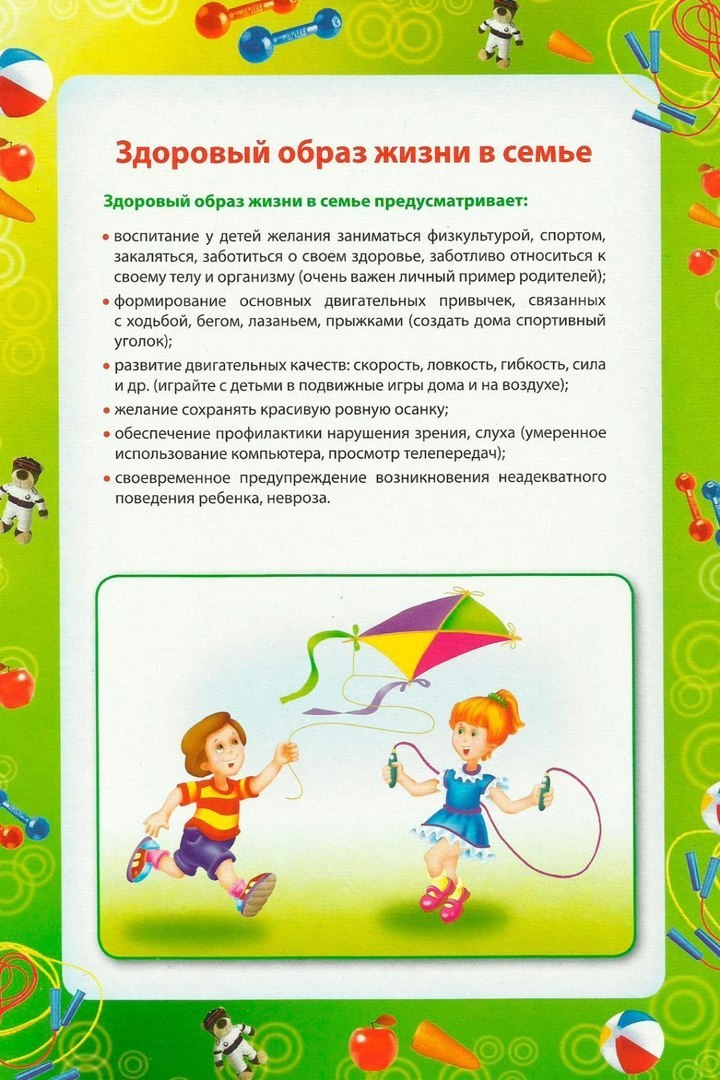 Здоровый образ жизни в семье
Здоровый образ жизни в семье предусматривает:
• воспитание у детей желания заниматься физкультурой, спортом,
закаляться, заботиться о своем здоровье, заботливо относиться к
своему телу и организму (очень важен личный пример родителей);
• формирование основных двигательных привычек, связанных
с ходьбой, бегом, лазаньем, прыжками (создать дома спортивный
уголок);
• развитие двигательных качеств: скорость, ловкость, гибкость, сила
и др. (играйте с детьми в подвижные игры дома и на воздухе);
• желание сохранять красивую ровную осанку;
• обеспечение профилактики нарушения зрения, слуха (умеренное
использование компьютера, просмотр телепередач);
• своевременное предупреждение возникновения неадекватного
поведения ребенка, невроза.